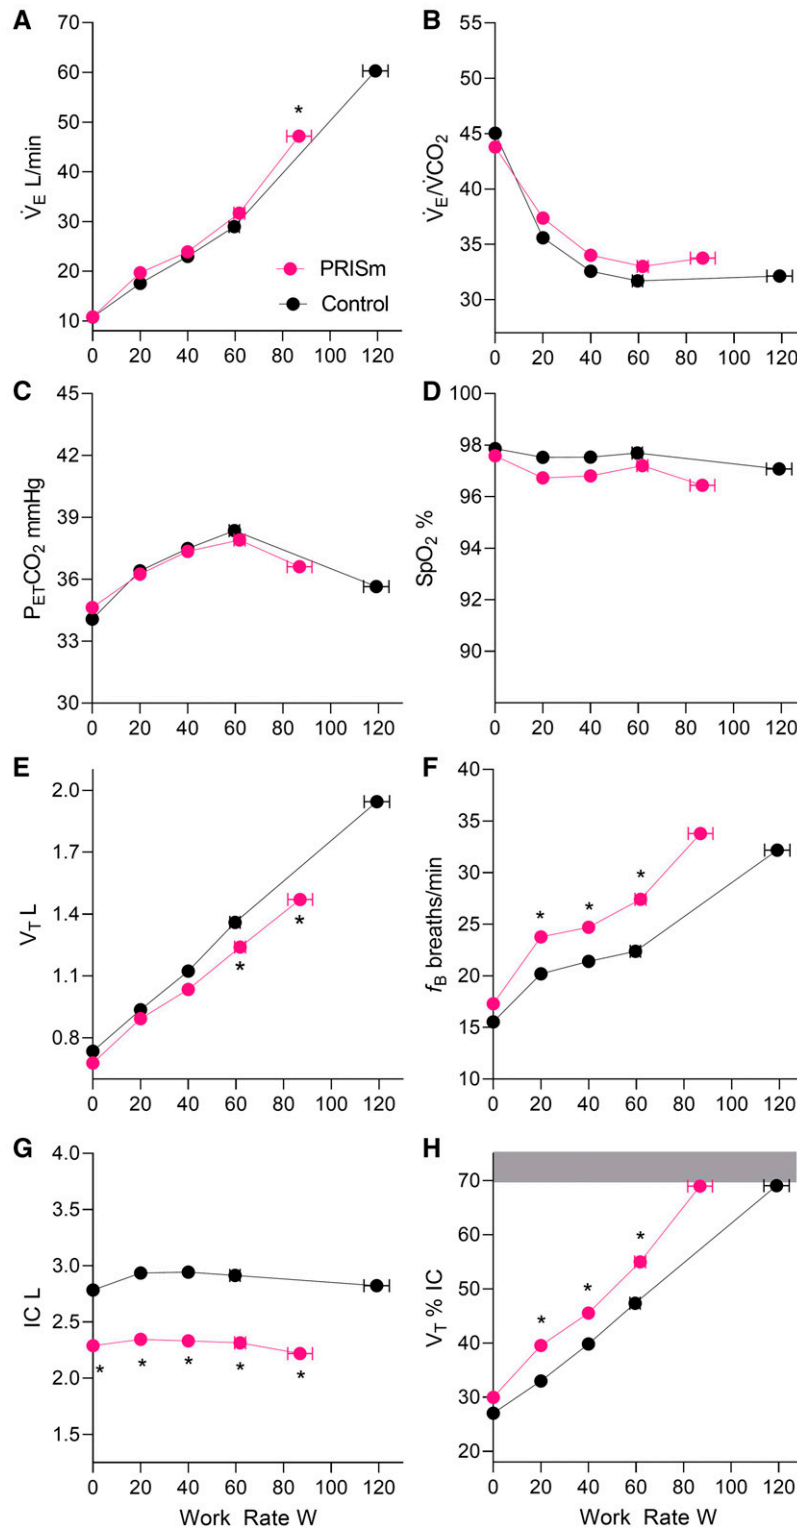 A
V̇E L/min
70
60
50
40
30
20
10
*
PRISm
Control
0 20 40 60 80 100 120
B
V̇E/V̇CO2
55
50
45
40
35
30
0 20 40 60 80 100 120
C
PETCO2 mmHg
45
42
39
36
33
30
0 20 40 60 80 100 120
D
SpO2 %
100
98
96
94
92
90
0 20 40 60 80 100 120
E
VT L
2.0
1.7
1.4
1.1
0.8
* *
0 20 40 60 80 100 120
F
fB breaths/min
40
35
30
25
20
15
10
* * *
0 20 40 60 80 100 120
G
IC L
4.0
3.5
3.0
2.5
2.0
1.5
* * * * *
0 20 40 60 80 100 120
Work Rate W
H
VT % IC
70
60
50
40
30
20
* * *
0 20 40 60 80 100 120
Work Rate W